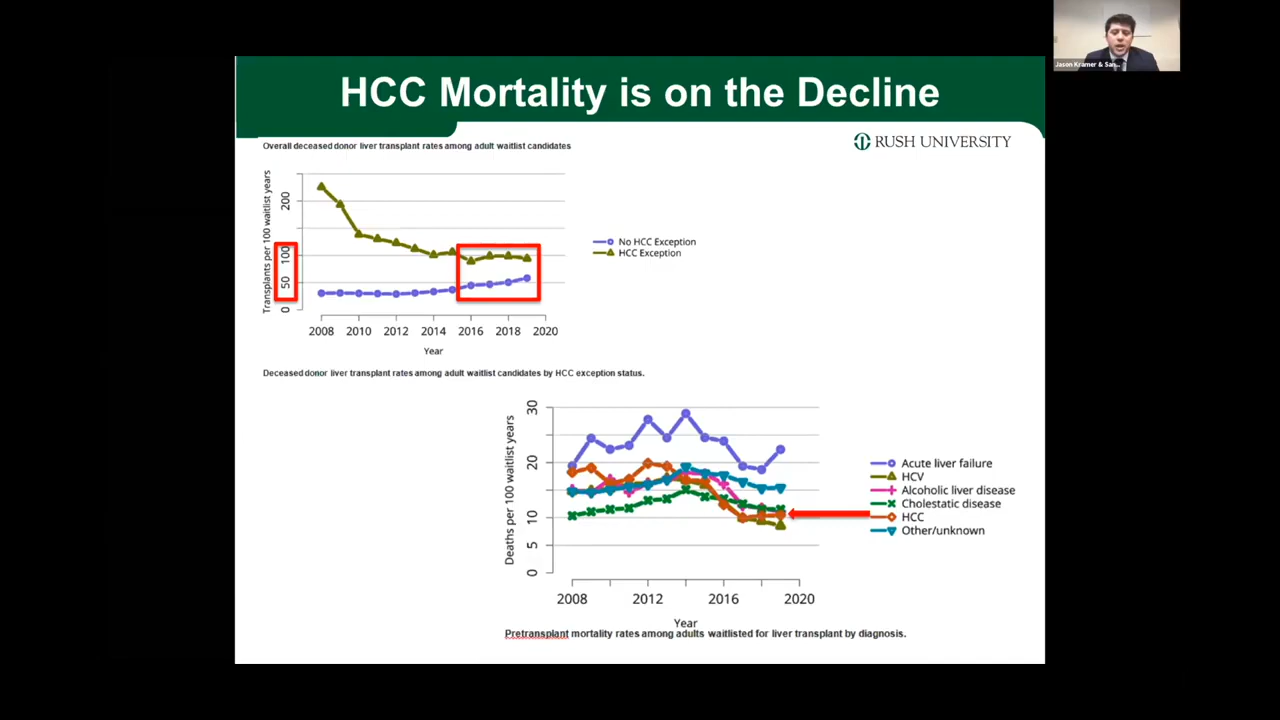 Jason Kramer & San...
HCC Mortality is on the Decline
RUSH UNIVERSITY
Overall deceased donor liver transplant rates among adult waitlist candidates
Transplants per 100 waitlist years
200
100
50
0
2008 2010 2012 2014 2016 2018 2020
Year
No HCC Exception
HCC Exception
Deceased donor liver transplant rates among adult waitlist candidates by HCC exception status.
Deaths per 100 waitlist years
30
20
10
5
0
2008 2012 2016 2020
Year
Acute liver failure
HCV
Alcoholic liver disease
Cholestatic disease
HCC
Other/unknown
Pretransplant mortality rates among adults waitlisted for liver transplant by diagnosis.